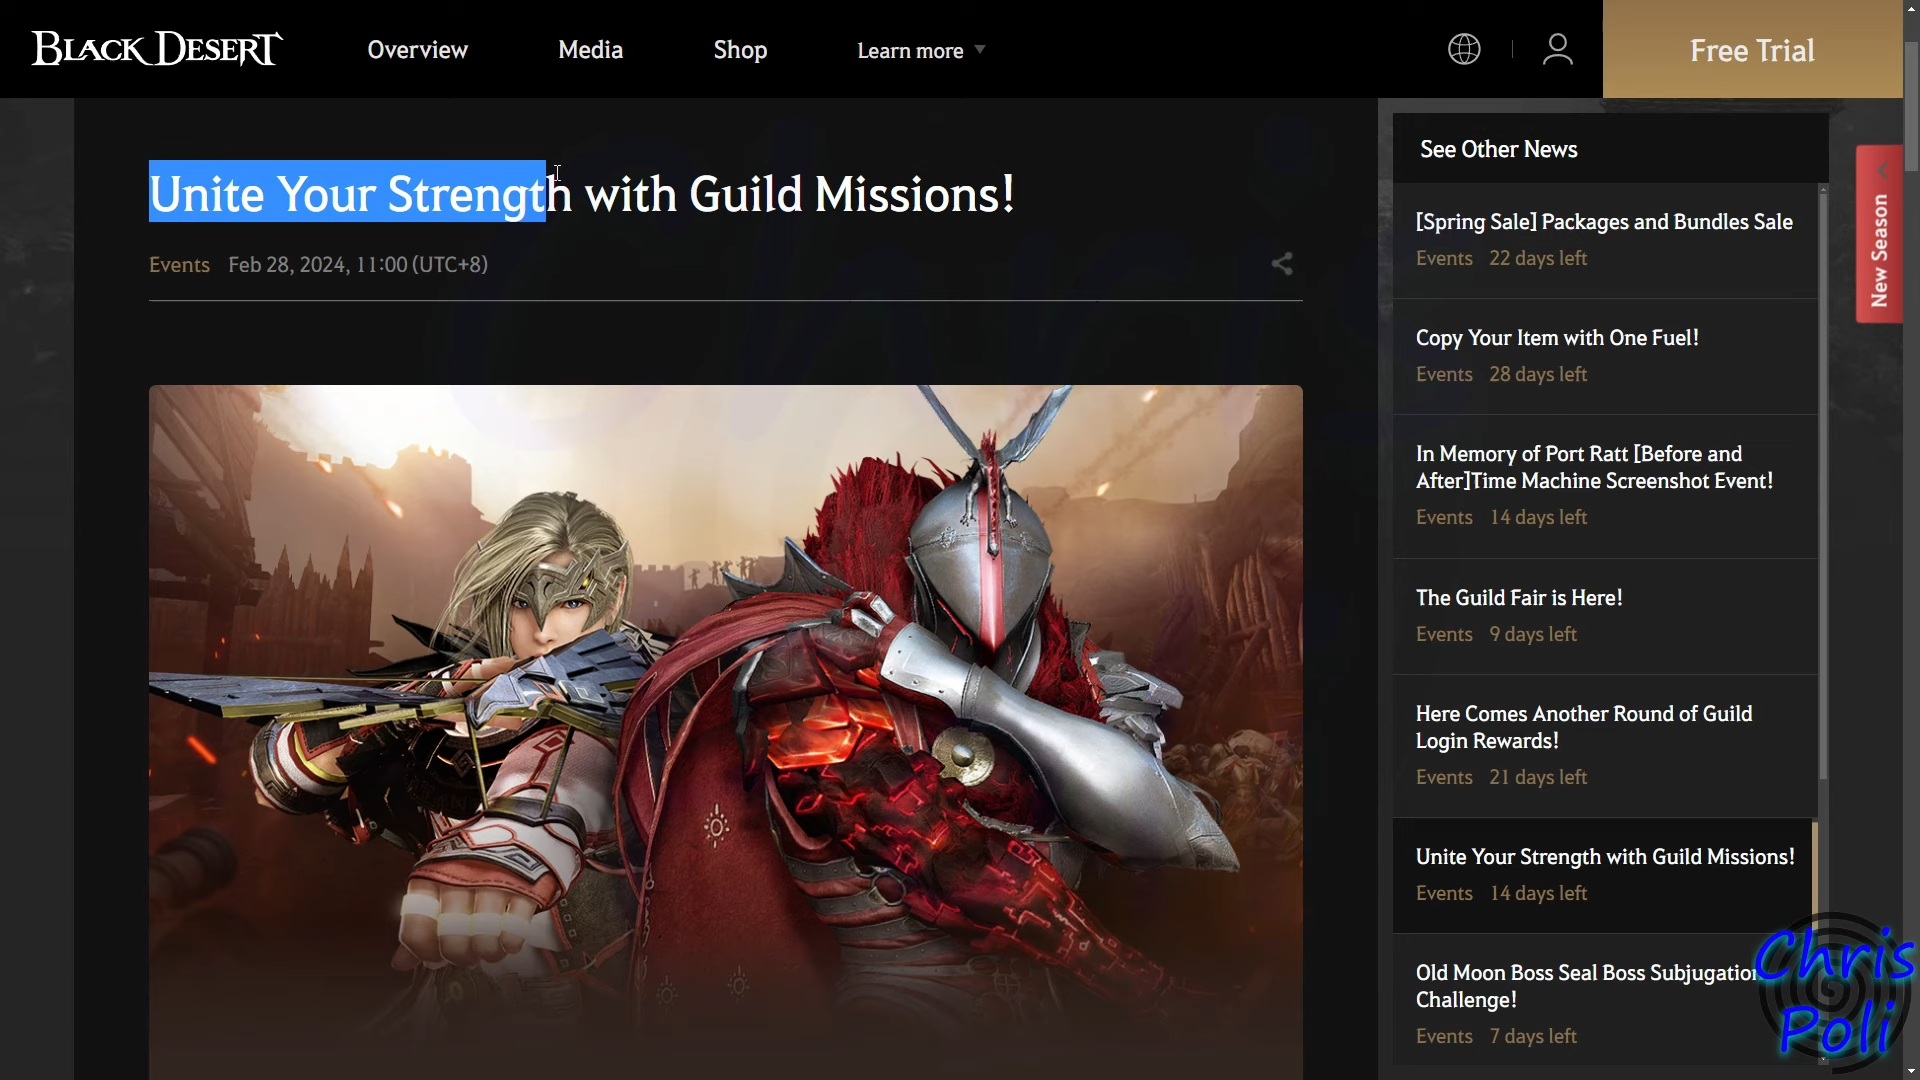 BLACK DESERT
Overview
Media
Shop
Learn more
Free Trial
Unite Your Strength with Guild Missions!
Events Feb 28, 2024, 11:00 (UTC+8)
See Other News
[Spring Sale] Packages and Bundles Sale
Events 22 days left
Copy Your Item with One Fuel!
Events 28 days left
In Memory of Port Ratt [Before and
After]Time Machine Screenshot Event!
Events 14 days left
The Guild Fair is Here!
Events 9 days left
Here Comes Another Round of Guild
Login Rewards!
Events 21 days left
Unite Your Strength with Guild Missions!
Events 14 days left
Old Moon Boss Seal Boss Subjugation
Challenge!
Events 7 days left
New Season
Chris
Poli